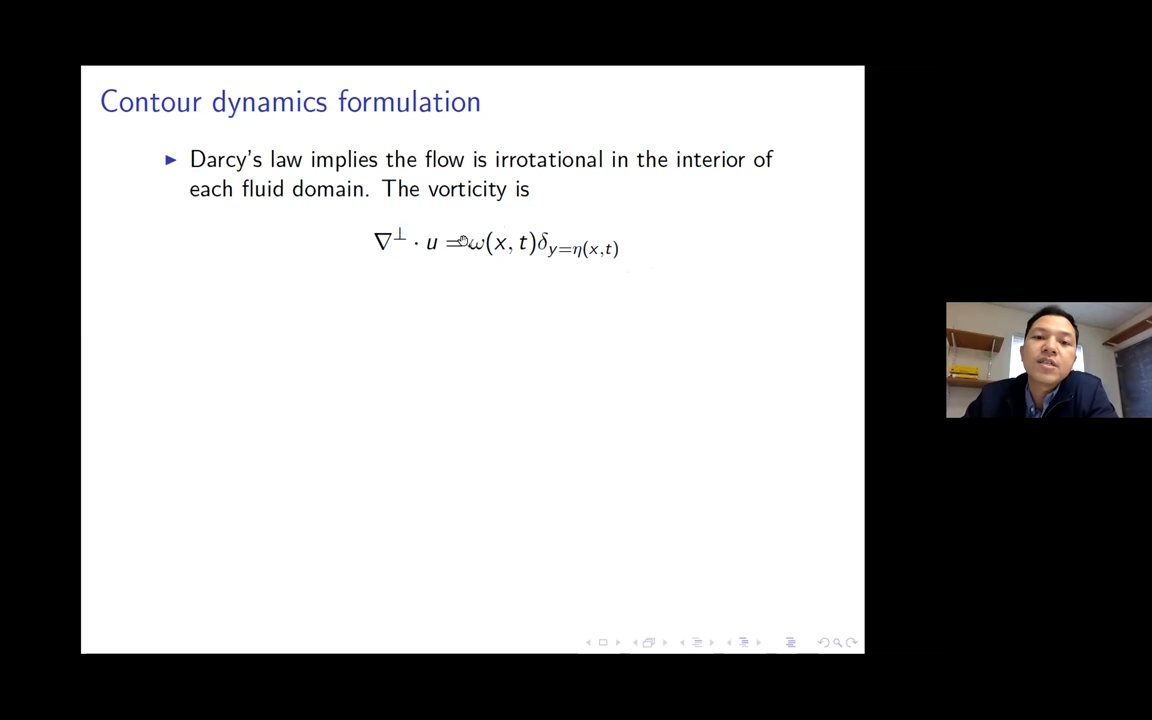 Contour dynamics formulation
▶ Darcy's law implies the flow is irrotational in the interior of
each fluid domain. The vorticity is
∇⊥ · u = ω(x, t)δy=η(x,t)